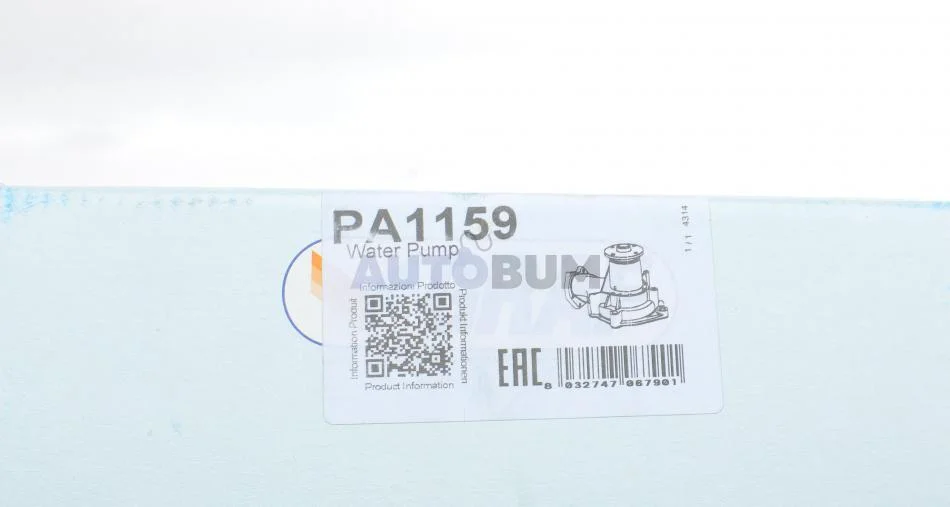 PA1159
Water Pump
AUTOBUM
Informazioni Prodotto
Information Produit
Produkt Informationen
Product Information
EAC
8 032747 067901
1 / 1 4314